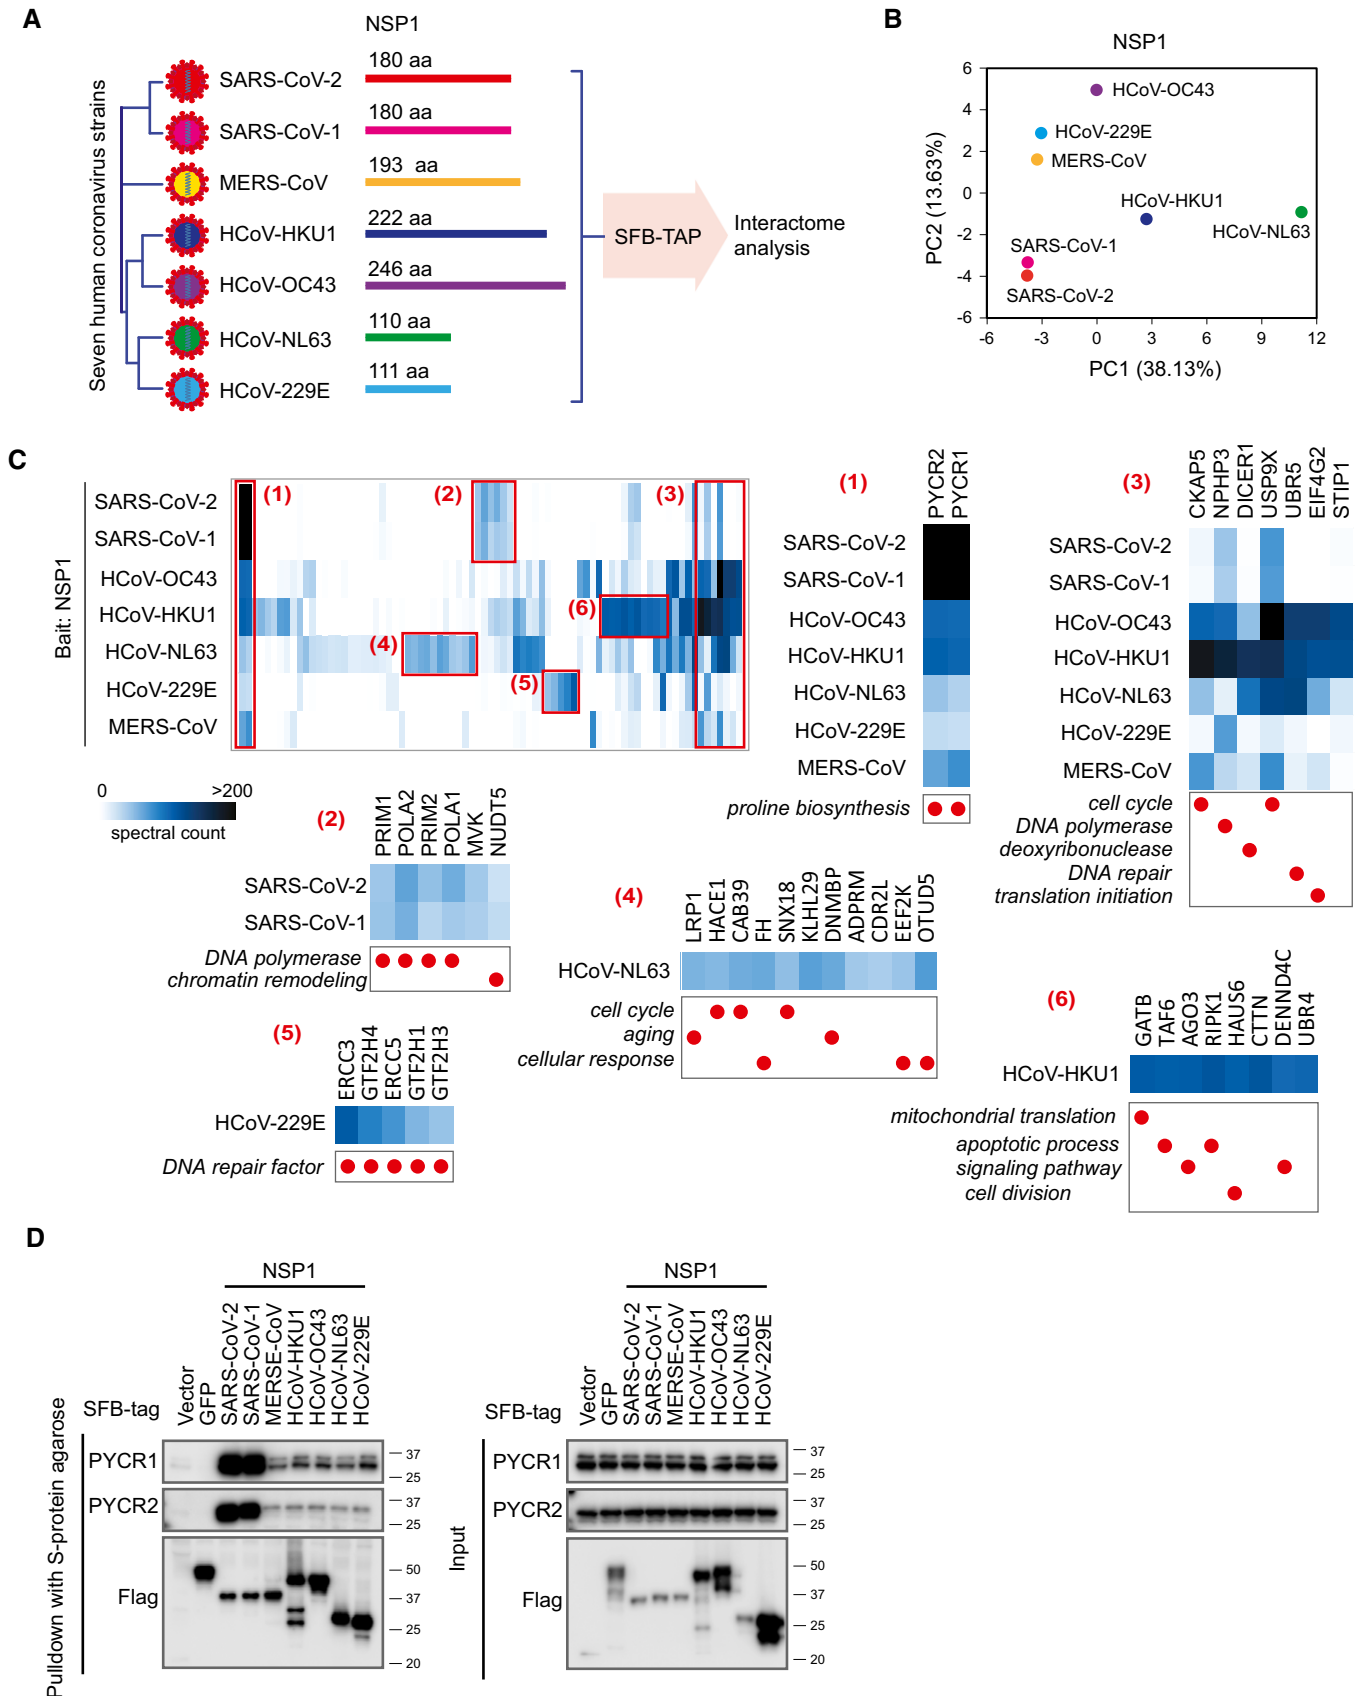 A
NSP1
Seven human coronavirus strains
SARS-CoV-2
180 aa
SARS-CoV-1
180 aa
MERS-CoV
193 aa
HCoV-HKU1
222 aa
HCoV-OC43
246 aa
HCoV-NL63
110 aa
HCoV-229E
111 aa
SFB-TAP
Interactome
analysis
B
NSP1
PC2 (13.63%)
6
4
2
0
-2
-4
-6
HCoV-OC43
HCoV-229E
MERS-CoV
HCoV-HKU1
HCoV-NL63
SARS-CoV-1
SARS-CoV-2
-6 -3 0 3 6 9 12
PC1 (38.13%)
C
Bait: NSP1
SARS-CoV-2
SARS-CoV-1
HCoV-OC43
HCoV-HKU1
HCoV-NL63
HCoV-229E
MERS-CoV
(1)
(2)
(3)
(4)
(5)
(6)
0 >200
spectral count
(1)
PYCR2
PYCR1
SARS-CoV-2
SARS-CoV-1
HCoV-OC43
HCoV-HKU1
HCoV-NL63
HCoV-229E
MERS-CoV
proline biosynthesis
(3)
CKAP5
NPHP3
DICER1
USP9X
UBR5
EIF4G2
STIP1
SARS-CoV-2
SARS-CoV-1
HCoV-OC43
HCoV-HKU1
HCoV-NL63
HCoV-229E
MERS-CoV
cell cycle
DNA polymerase
deoxyribonuclease
DNA repair
translation initiation
(2)
PRIM1
POLA2
PRIM2
POLA1
MVK
NUDT5
SARS-CoV-2
SARS-CoV-1
DNA polymerase
chromatin remodeling
(4)
LRP1
HACE1
CAB39
FH
SNX18
KLHL29
DNMBP
ADPRM
CDR2L
EEF2K
OTUD5
HCoV-NL63
cell cycle
aging
cellular response
(5)
ERCC3
GTF2H4
ERCC5
GTF2H1
GTF2H3
HCoV-229E
DNA repair factor
(6)
GATB
TAF6
AGO3
RIPK1
HAUS6
CTTN
DENND4C
UBR4
HCoV-HKU1
mitochondrial translation
apoptotic process
signaling pathway
cell division
D
Pulldown with S-protein agarose
NSP1
SFB-tag
Vector
GFP
SARS-CoV-2
SARS-CoV-1
MERSE-CoV
HCoV-HKU1
HCoV-OC43
HCoV-NL63
HCoV-229E
PYCR1
37
25
PYCR2
37
25
Flag
50
37
25
20
Input
NSP1
SFB-tag
Vector
GFP
SARS-CoV-2
SARS-CoV-1
MERSE-CoV
HCoV-HKU1
HCoV-OC43
HCoV-NL63
HCoV-229E
PYCR1
37
25
PYCR2
37
25
Flag
50
37
25
20